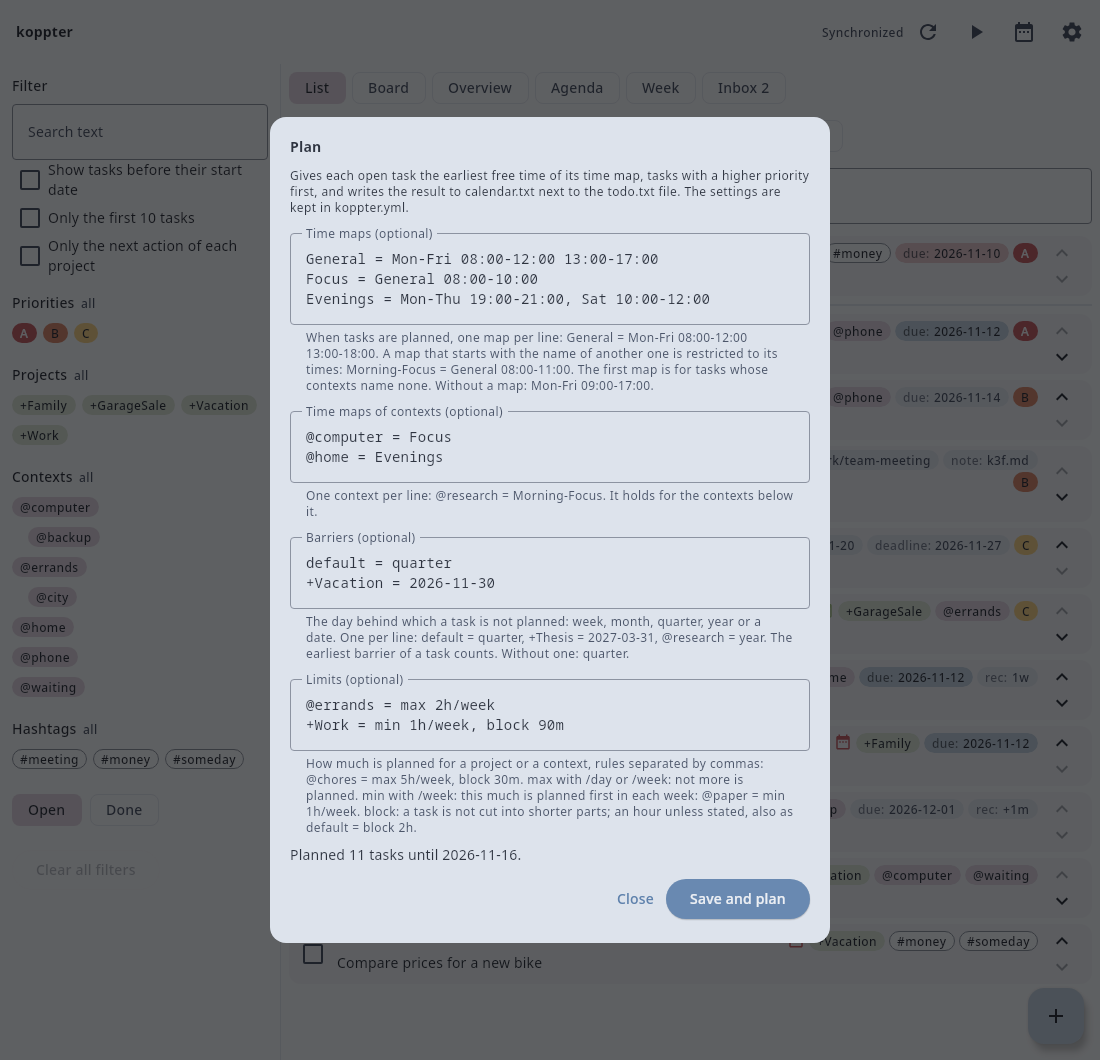 koppter
Synchronized
Filter
Search text
Show tasks before their start
date
Only the first 10 tasks
Only the next action of each
project
Priorities all
A B C
Projects all
+Family +GarageSale +Vacation
+Work
Contexts all
@computer
@backup
@errands
@city
@home
@phone
@waiting
Hashtags all
#meeting #money #someday
Open Done
Clear all filters
List Board Overview Agenda Week Inbox 2
Plan
Gives each open task the earliest free time of its time map, tasks with a higher priority
first, and writes the result to calendar.txt next to the todo.txt file. The settings are
kept in koppter.yml.
Time maps (optional)
General = Mon-Fri 08:00-12:00 13:00-17:00
Focus = General 08:00-10:00
Evenings = Mon-Thu 19:00-21:00, Sat 10:00-12:00
When tasks are planned, one map per line: General = Mon-Fri 08:00-12:00
13:00-18:00. A map that starts with the name of another one is restricted to its
times: Morning-Focus = General 08:00-11:00. The first map is for tasks whose
contexts name none. Without a map: Mon-Fri 09:00-17:00.
Time maps of contexts (optional)
@computer = Focus
@home = Evenings
One context per line: @research = Morning-Focus. It holds for the contexts below
it.
Barriers (optional)
default = quarter
+Vacation = 2026-11-30
The day behind which a task is not planned: week, month, quarter, year or a
date. One per line: default = quarter, +Thesis = 2027-03-31, @research = year. The
earliest barrier of a task counts. Without one: quarter.
Limits (optional)
@errands = max 2h/week
+Work = min 1h/week, block 90m
How much is planned for a project or a context, rules separated by commas:
@chores = max 5h/week, block 30m. max with /day or /week: not more is
planned. min with /week: this much is planned first in each week: @paper = min
1h/week. block: a task is not cut into shorter parts; an hour unless stated, also as
default = block 2h.
Planned 11 tasks until 2026-11-16.
Close Save and plan
#money due: 2026-11-10 A
@phone due: 2026-11-12 A
@phone due: 2026-11-14 B
rk/team-meeting note: k3f.md
B
1-20 deadline: 2026-11-27 C
+GarageSale @errands C
me due: 2026-11-12 rec: 1w
+Family due: 2026-11-12
p due: 2026-12-01 rec: +1m
ation @computer @waiting
+Vacation #money #someday
Compare prices for a new bike